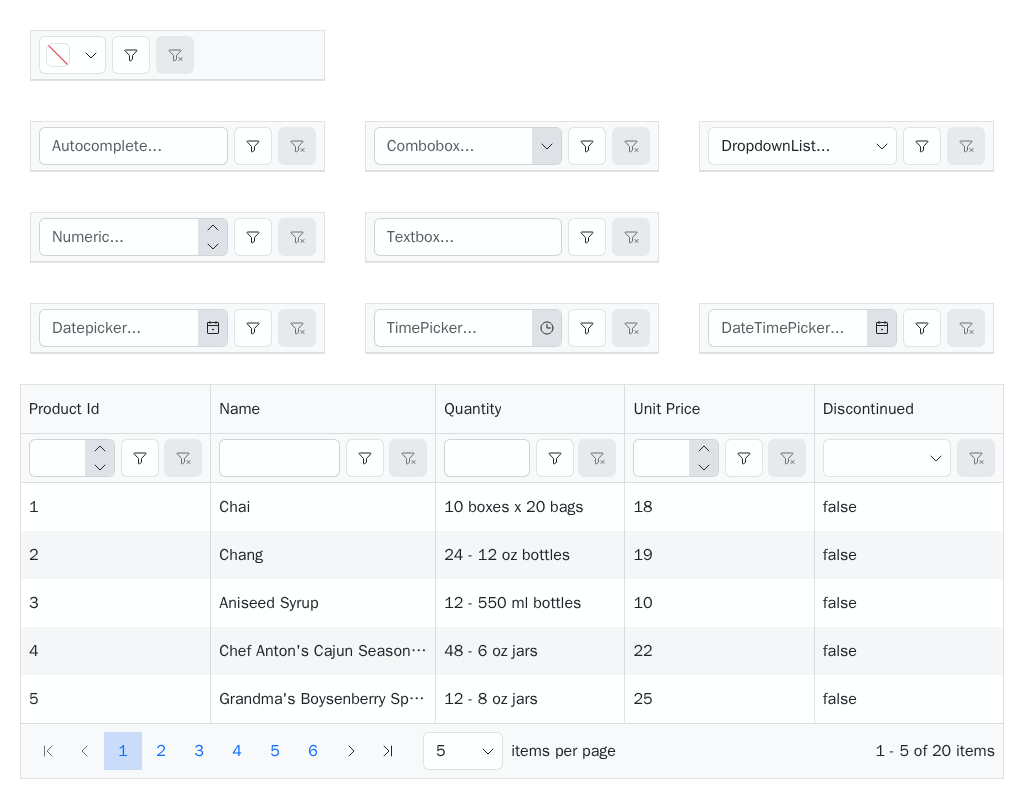 Autocomplete... Combobox... DropdownList...
Numeric... Textbox...
Datepicker... TimePicker... DateTimePicker...
Product Id Name Quantity Unit Price Discontinued
1 Chai 10 boxes x 20 bags 18 false
2 Chang 24 - 12 oz bottles 19 false
3 Aniseed Syrup 12 - 550 ml bottles 10 false
4 Chef Anton's Cajun Season... 48 - 6 oz jars 22 false
5 Grandma's Boysenberry Sp... 12 - 8 oz jars 25 false
1 2 3 4 5 6 5 items per page 1 - 5 of 20 items